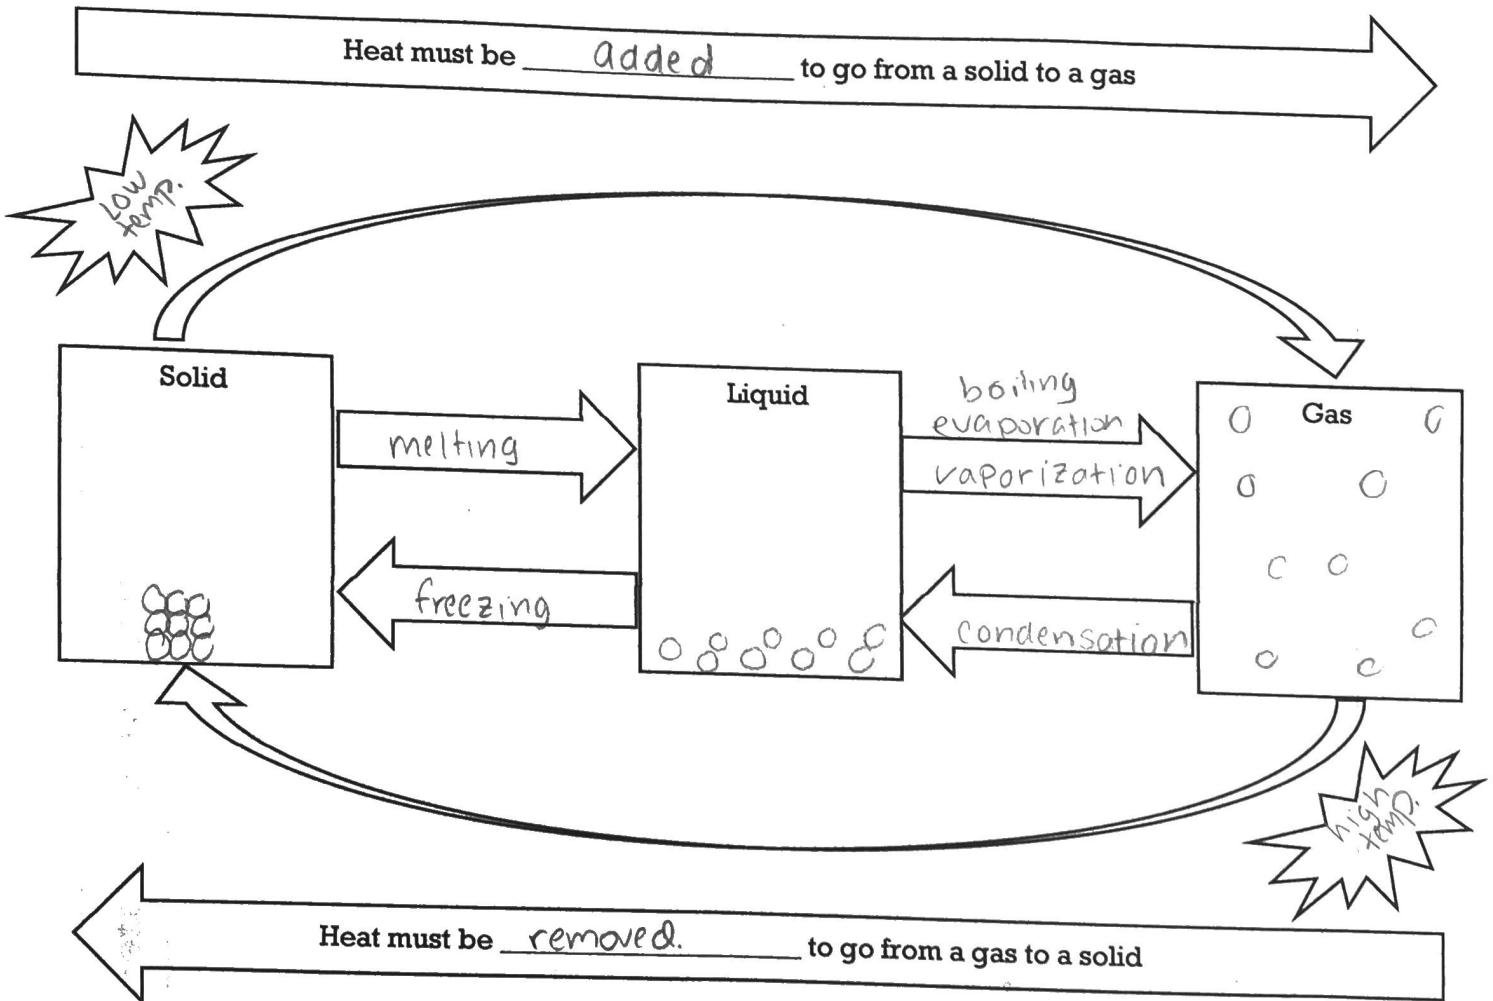 Heat must be added to go from a solid to a gas
Low
temp.
Solid
melting
freezing
Liquid
boiling
evaporation
vaporization
condensation
Gas
high
temp.
Heat must be removed. to go from a gas to a solid